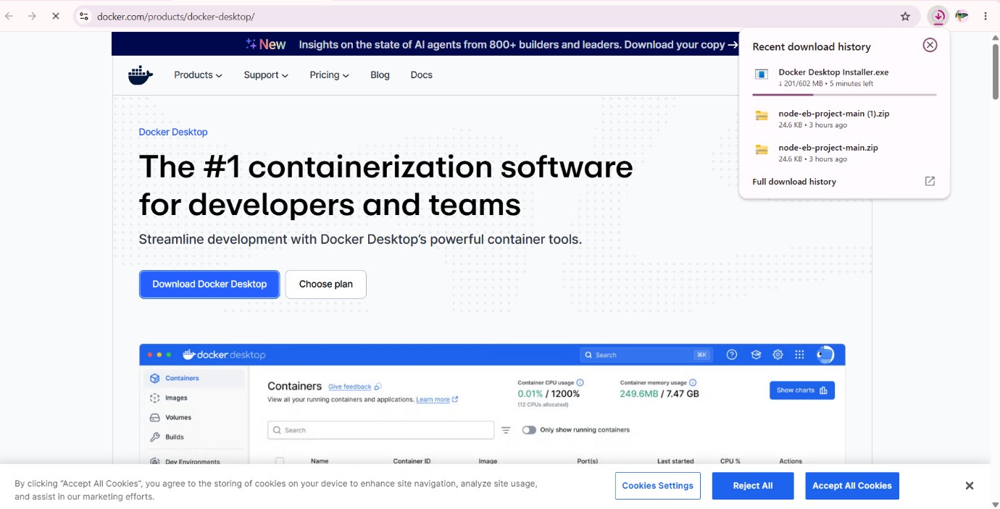 docker.com/products/docker-desktop/
New Insights on the state of AI agents from 800+ builders and leaders. Download your copy →
Products Support Pricing Blog Docs
Recent download history
Docker Desktop Installer.exe
↓ 201/602 MB • 5 minutes left
node-eb-project-main (1).zip
24.6 KB • 3 hours ago
node-eb-project-main.zip
24.6 KB • 3 hours ago
Full download history
Docker Desktop
The #1 containerization software
for developers and teams
Streamline development with Docker Desktop's powerful container tools.
Download Docker Desktop Choose plan
docker desktop Search ⌘K
Containers
Images
Volumes
Builds
Dev Environments
Containers Give feedback
View all your running containers and applications. Learn more
Container CPU usage
0.01% / 1200%
(12 CPUs allocated)
Container memory usage
249.6MB / 7.47 GB
Show charts
Search
Only show running containers
Name Container ID Image Port(s) Last started CPU % Actions
By clicking “Accept All Cookies”, you agree to the storing of cookies on your device to enhance site navigation, analyze site usage,
and assist in our marketing efforts.
Cookies Settings Reject All Accept All Cookies